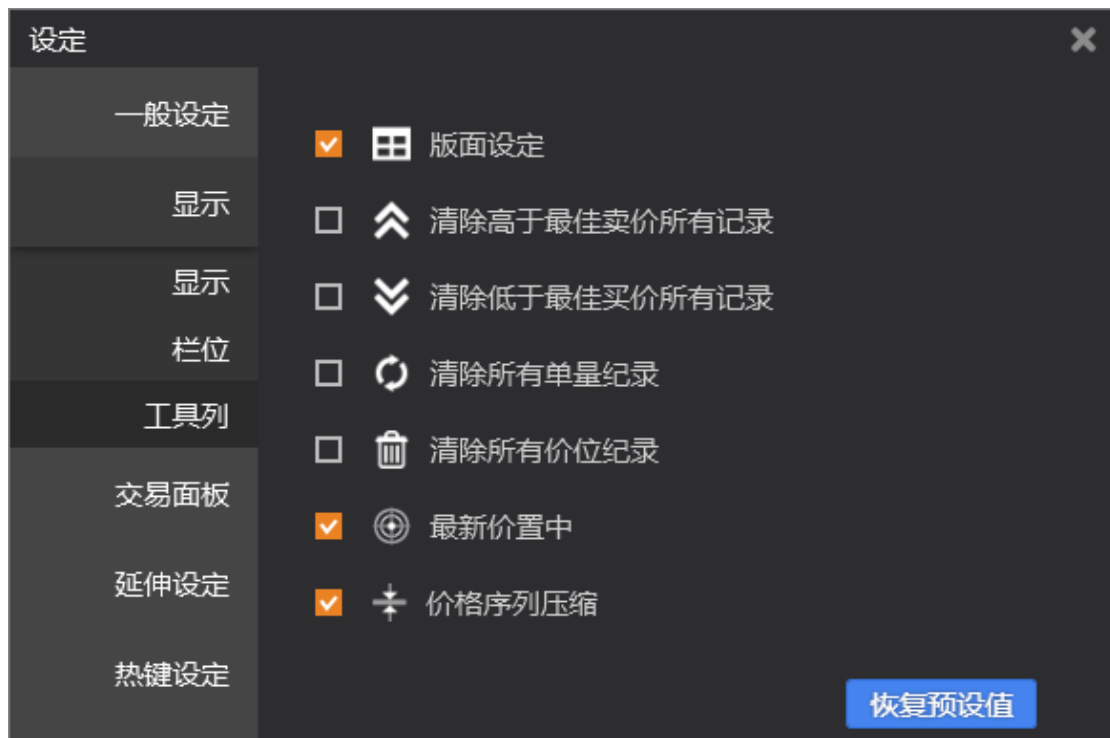 设定
一般设定
显示
显示
栏位
工具列
交易面板
延伸设定
热键设定
版面设定
清除高于最佳卖价所有记录
清除低于最佳买价所有记录
清除所有单量纪录
清除所有价位纪录
最新价置中
价格序列压缩
恢复预设值